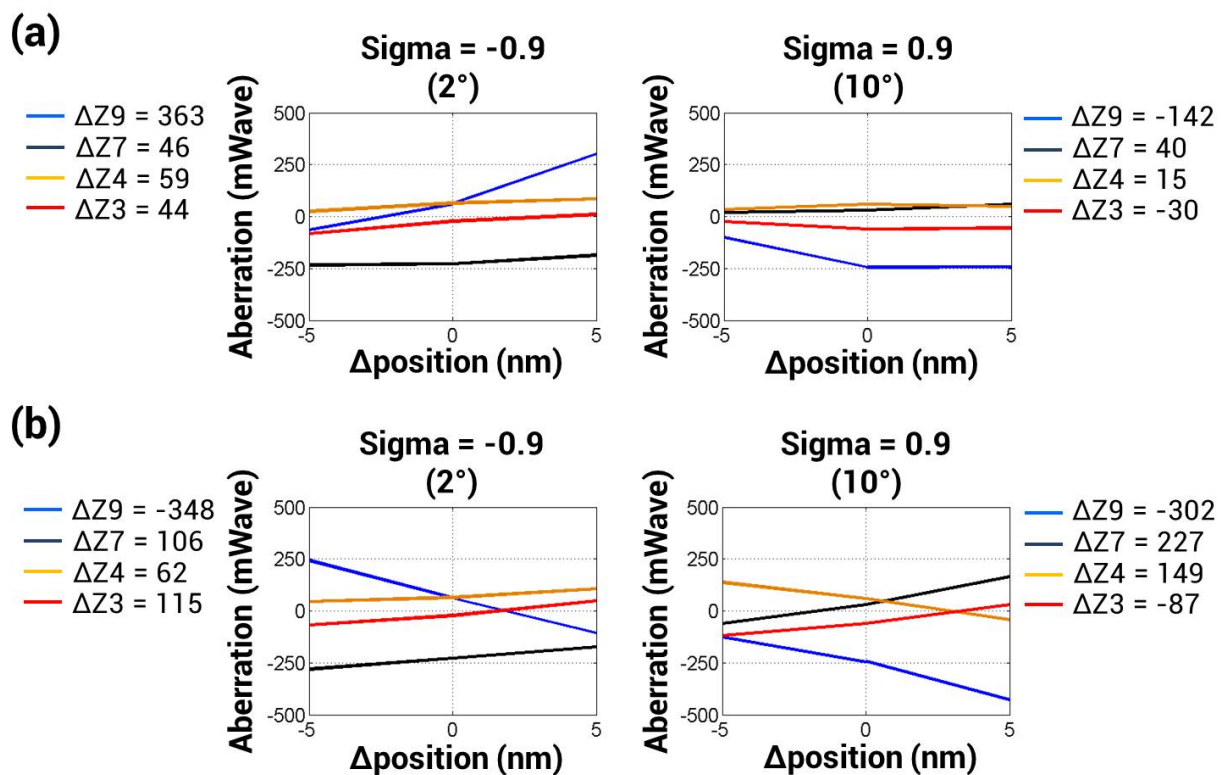 (a)
Sigma = -0.9
(2°)
Sigma = 0.9
(10°)
ΔZ9 = 363
ΔZ7 = 46
ΔZ4 = 59
ΔZ3 = 44
Aberration (mWave)
500
250
0
-250
-500
-5
0
5
Δposition (nm)
Aberration (mWave)
500
250
0
-250
-500
-5
0
5
Δposition (nm)
ΔZ9 = -142
ΔZ7 = 40
ΔZ4 = 15
ΔZ3 = -30
(b)
Sigma = -0.9
(2°)
Sigma = 0.9
(10°)
ΔZ9 = -348
ΔZ7 = 106
ΔZ4 = 62
ΔZ3 = 115
Aberration (mWave)
500
250
0
-250
-500
-5
0
5
Δposition (nm)
Aberration (mWave)
500
250
0
-250
-500
-5
0
5
Δposition (nm)
ΔZ9 = -302
ΔZ7 = 227
ΔZ4 = 149
ΔZ3 = -87